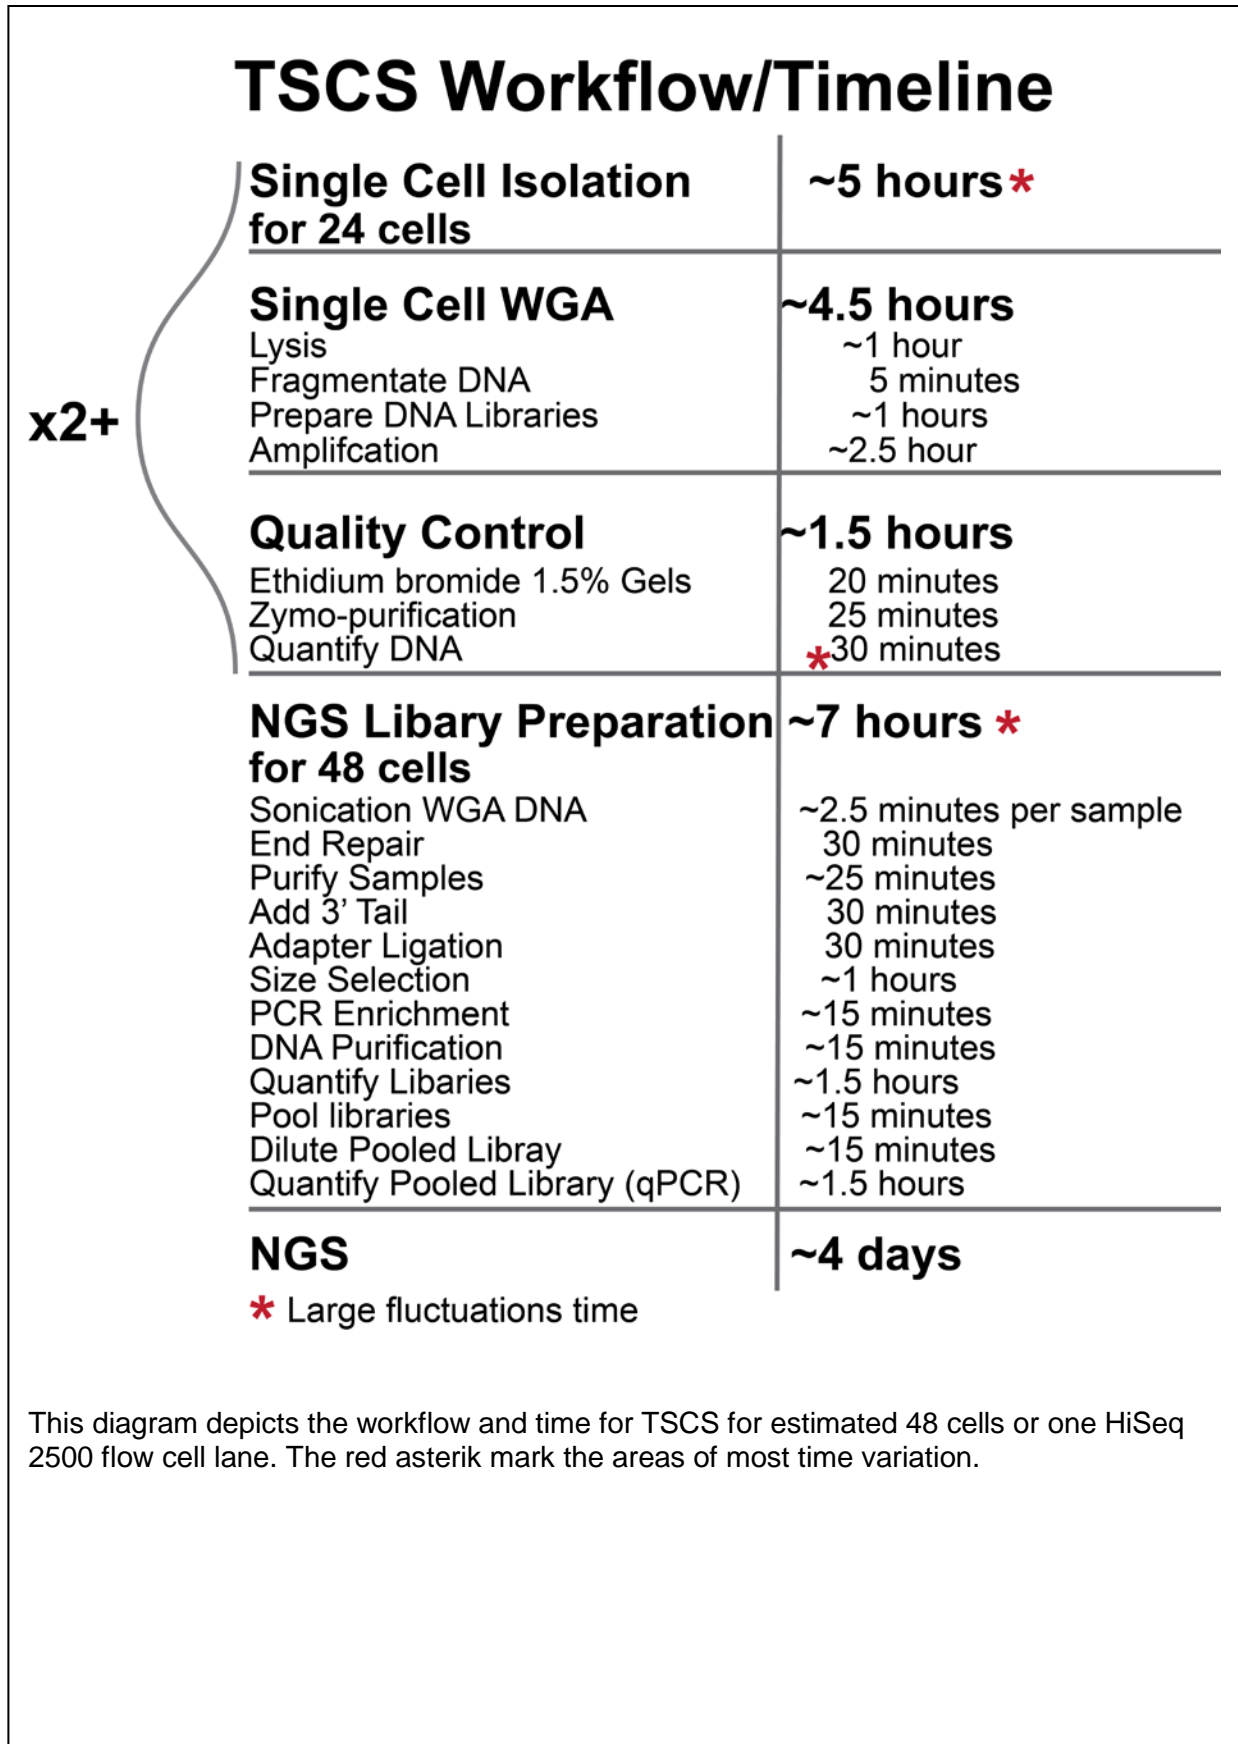 TSCS Workflow/Timeline
Single Cell Isolation ~5 hours*
for 24 cells
Single Cell WGA ~4.5 hours
Lysis ~1 hour
Fragmentate DNA 5 minutes
x2+ Prepare DNA Libraries ~1 hours
Amplifcation ~2.5 hour
Quality Control ~1.5 hours
Ethidium bromide 1.5% Gels 20 minutes
Zymo-purification 25 minutes
Quantify DNA *30 minutes
NGS Libary Preparation ~7 hours *
for 48 cells
Sonication WGA DNA ~2.5 minutes per sample
End Repair 30 minutes
Purify Samples ~25 minutes
Add 3’ Tail 30 minutes
Adapter Ligation 30 minutes
Size Selection ~1 hours
PCR Enrichment ~15 minutes
DNA Purification ~15 minutes
Quantify Libaries ~1.5 hours
Pool libraries ~15 minutes
Dilute Pooled Libray ~15 minutes
Quantify Pooled Library (qPCR) ~1.5 hours
NGS ~4 days
* Large fluctuations time
This diagram depicts the workflow and time for TSCS for estimated 48 cells or one HiSeq
2500 flow cell lane. The red asterik mark the areas of most time variation.